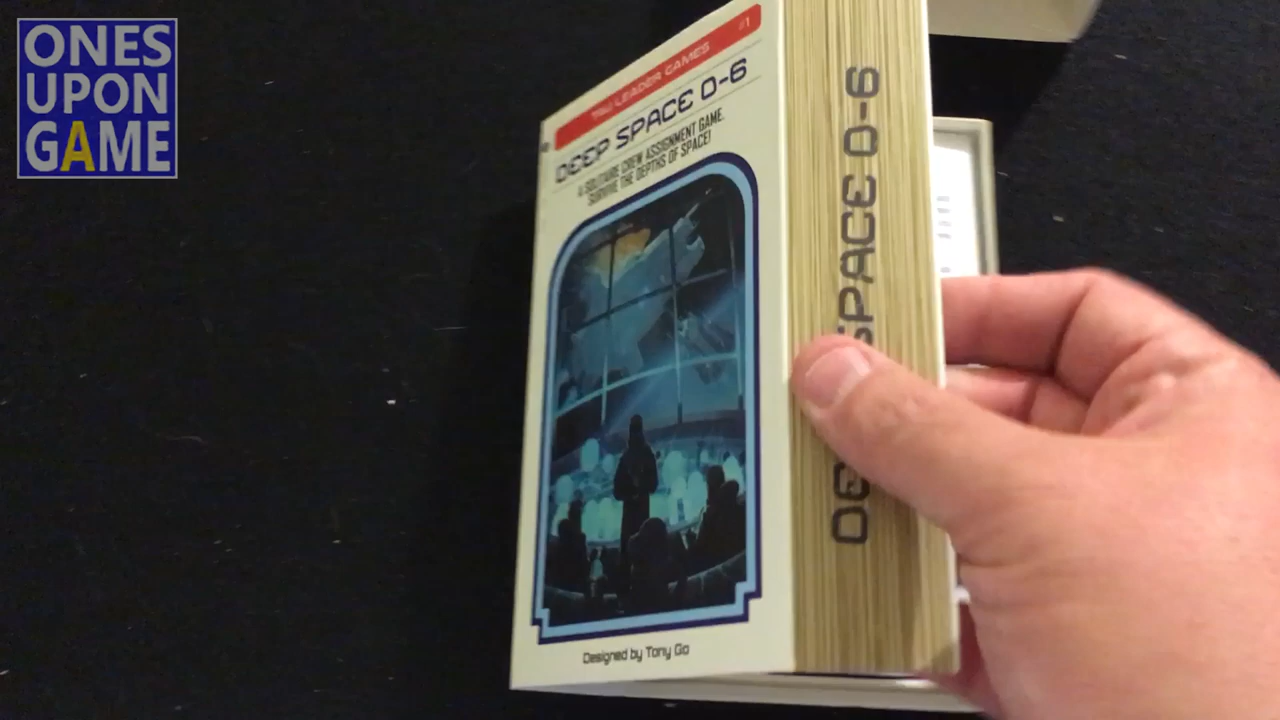 ONES
UPON
GAME
TAU LEADER GAMES #1
DEEP SPACE D-6
A SOLITAIRE CREW ASSIGNMENT GAME.
SURVIVE THE DEPTHS OF SPACE!
Designed by Tony Go
DEEP SPACE D-6